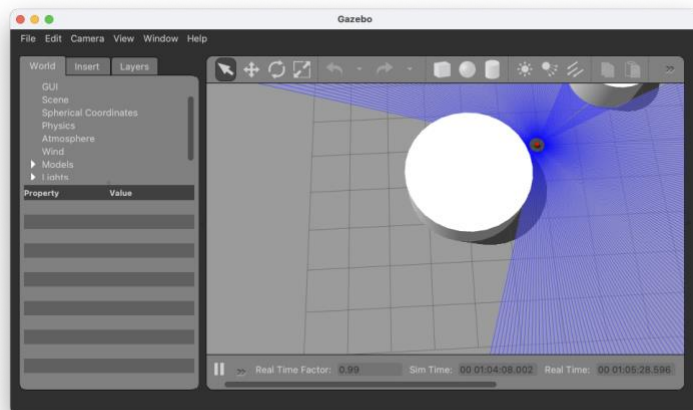 Gazebo
File Edit Camera View Window Help
World Insert Layers
GUI
Scene
Spherical Coordinates
Physics
Atmosphere
Wind
Models
Lights
Property Value
Real Time Factor: 0.99 Sim Time: 00 01:04:08.002 Real Time: 00 01:05:28.596